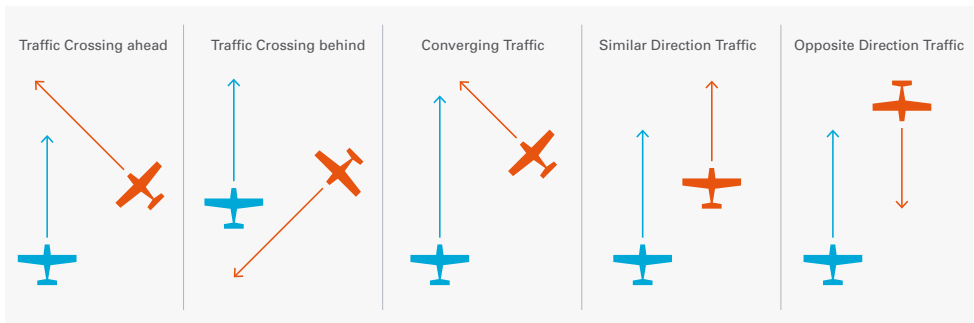 Traffic Crossing ahead
Traffic Crossing behind
Converging Traffic
Similar Direction Traffic
Opposite Direction Traffic